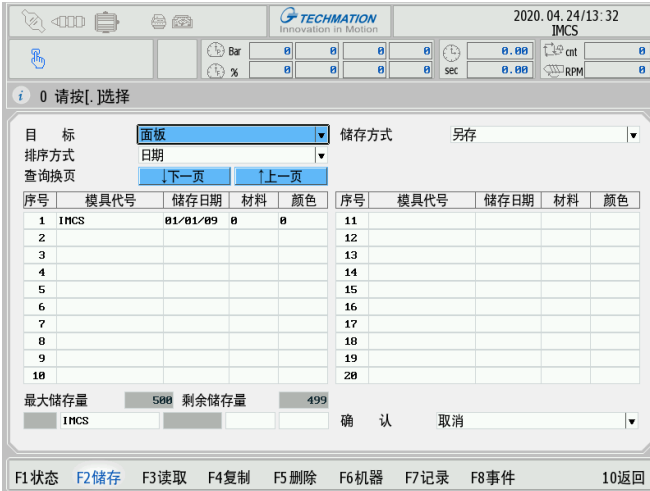 TECHMATION
Innovation in Motion
2020.04.24/13:32
IMCS
Bar 0 0 0 0 0.00 cnt 0
% 0 0 0 0 sec 0.00 RPM 0
i 0 请按[.]选择
目 标 面板 储存方式 另存
排序方式 日期
查询换页 ↓下一页 ↑上一页
序号 模具代号 储存日期 材料 颜色 序号 模具代号 储存日期 材料 颜色
1 IMCS 01/01/09 0 0 11
2 12
3 13
4 14
5 15
6 16
7 17
8 18
9 19
10 20
最大储存量 500 剩余储存量 499
IMCS 确 认 取消
F1状态 F2储存 F3读取 F4复制 F5删除 F6机器 F7记录 F8事件 10返回